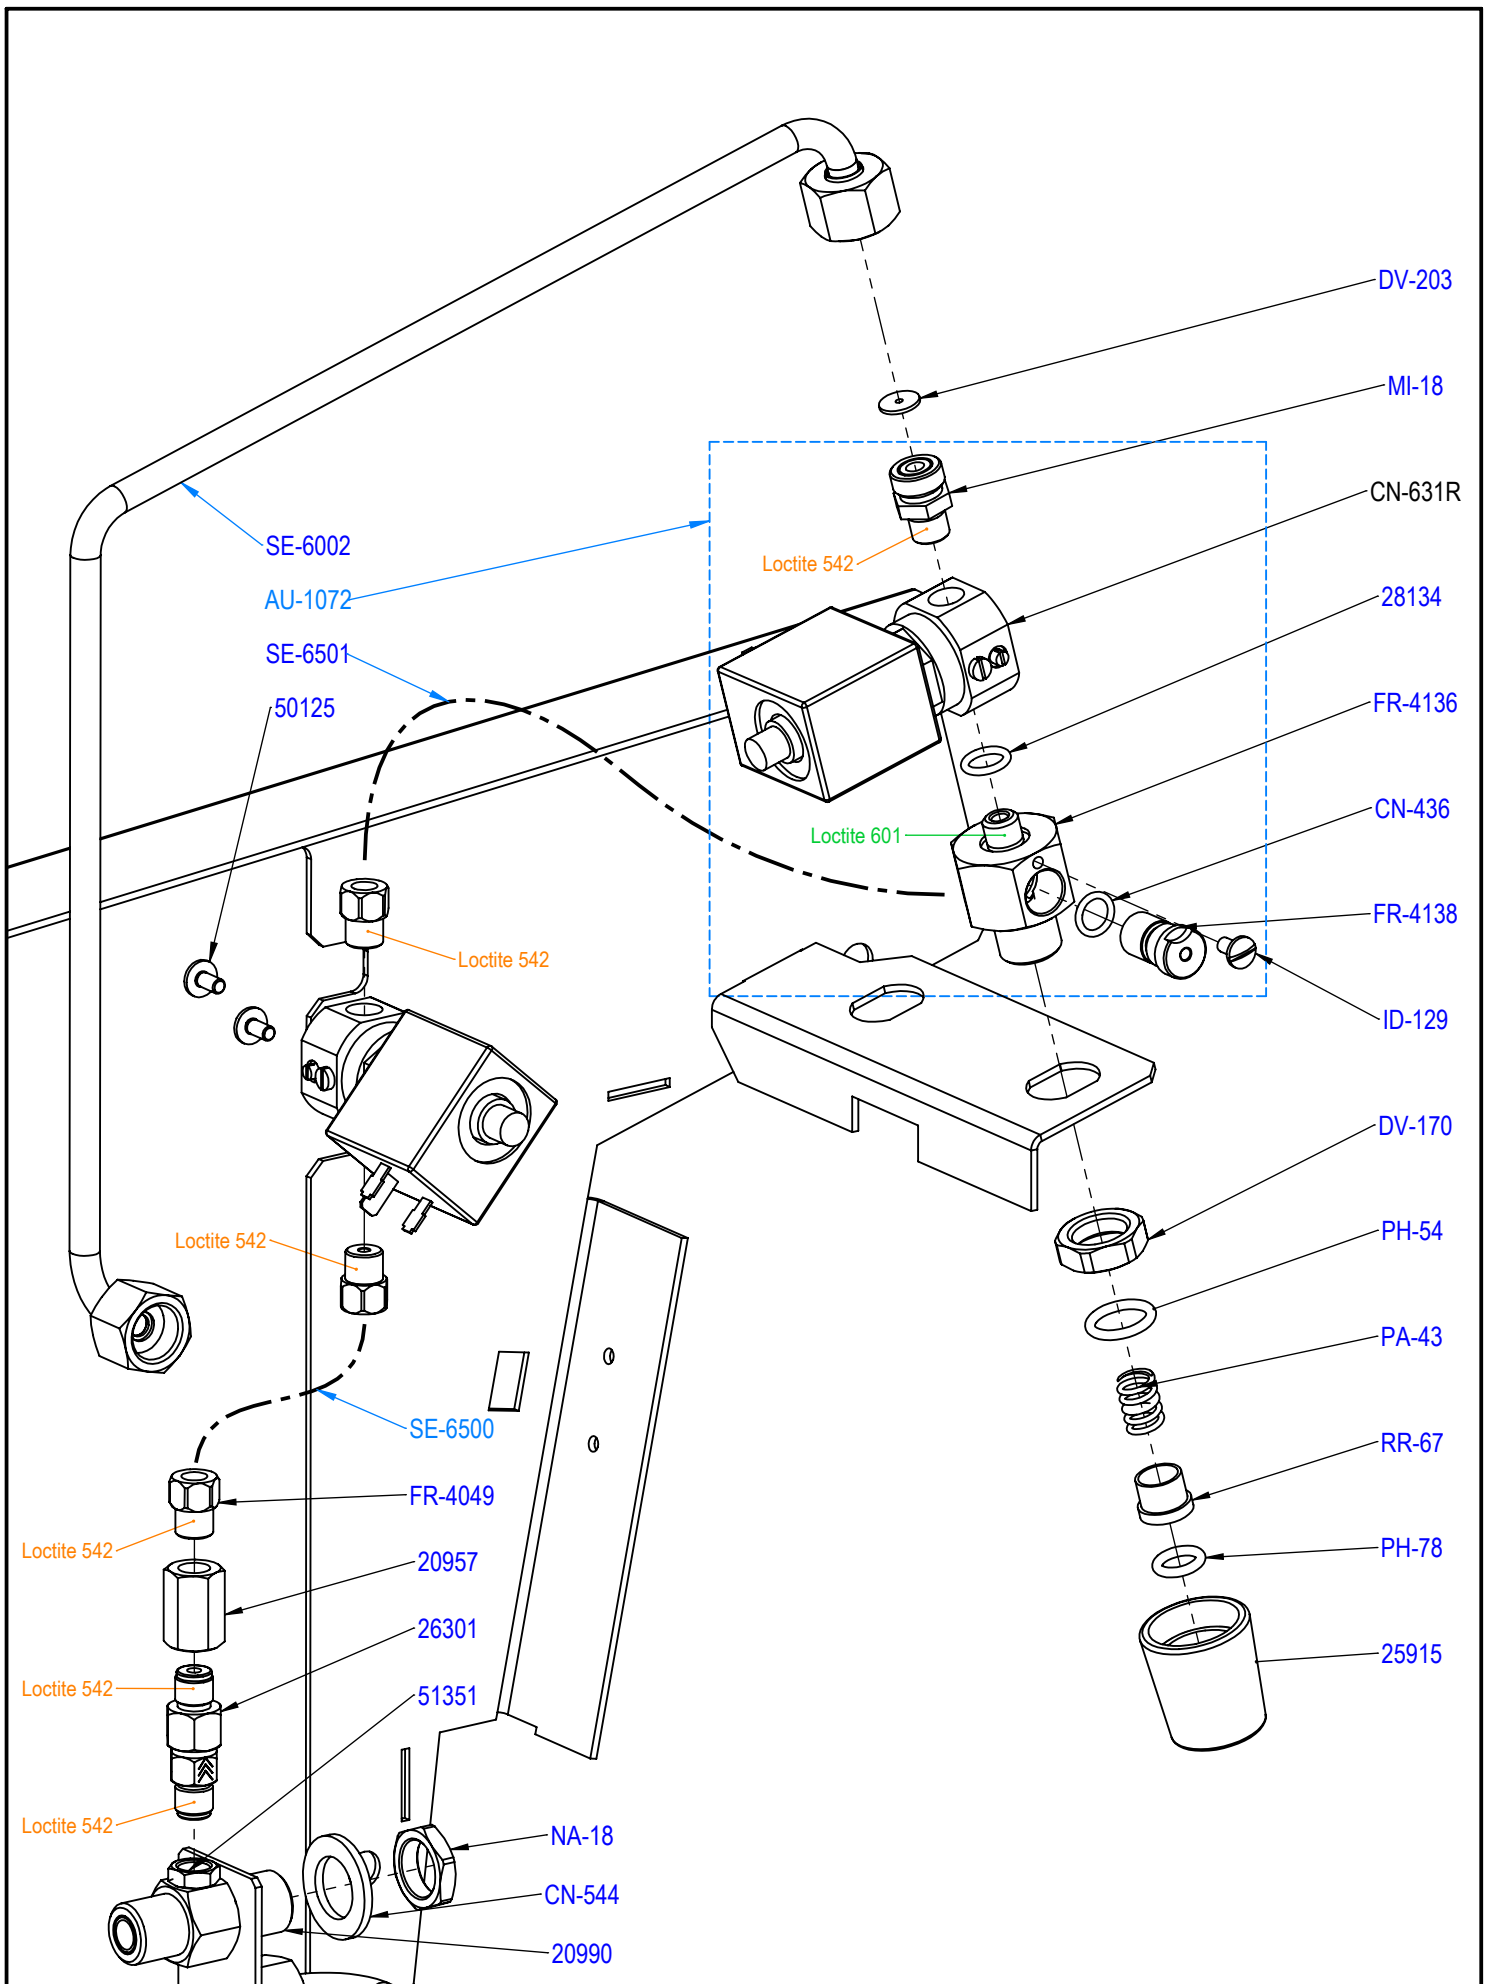 DV-203
MI-18
CN-631R
SE-6002
Loctite 542
AU-1072
28134
SE-6501
50125
FR-4136
CN-436
Loctite 601
FR-4138
Loctite 542
ID-129
DV-170
PH-54
Loctite 542
PA-43
SE-6500
RR-67
FR-4049
Loctite 542
PH-78
20957
26301
25915
Loctite 542
51351
Loctite 542
NA-18
CN-544
20990